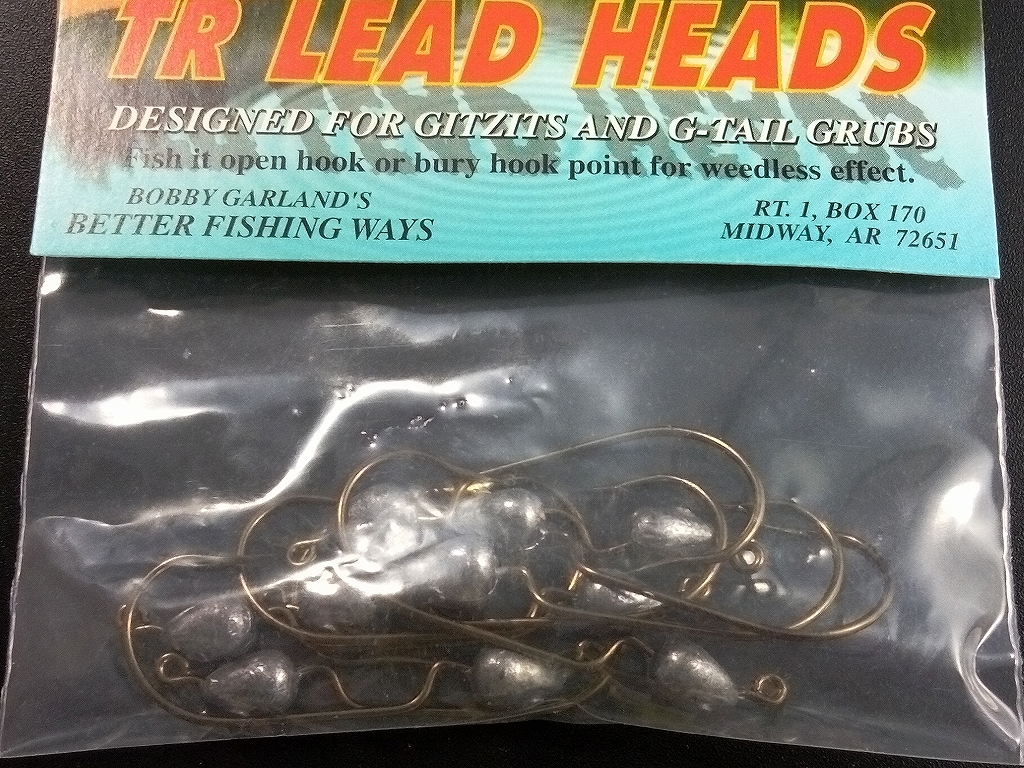 TR LEAD HEADS
DESIGNED FOR GITZITS AND G-TAIL GRUBS
Fish it open hook or bury hook point for weedless effect.
BOBBY GARLAND'S
BETTER FISHING WAYS
RT. 1, BOX 170
MIDWAY, AR 72651